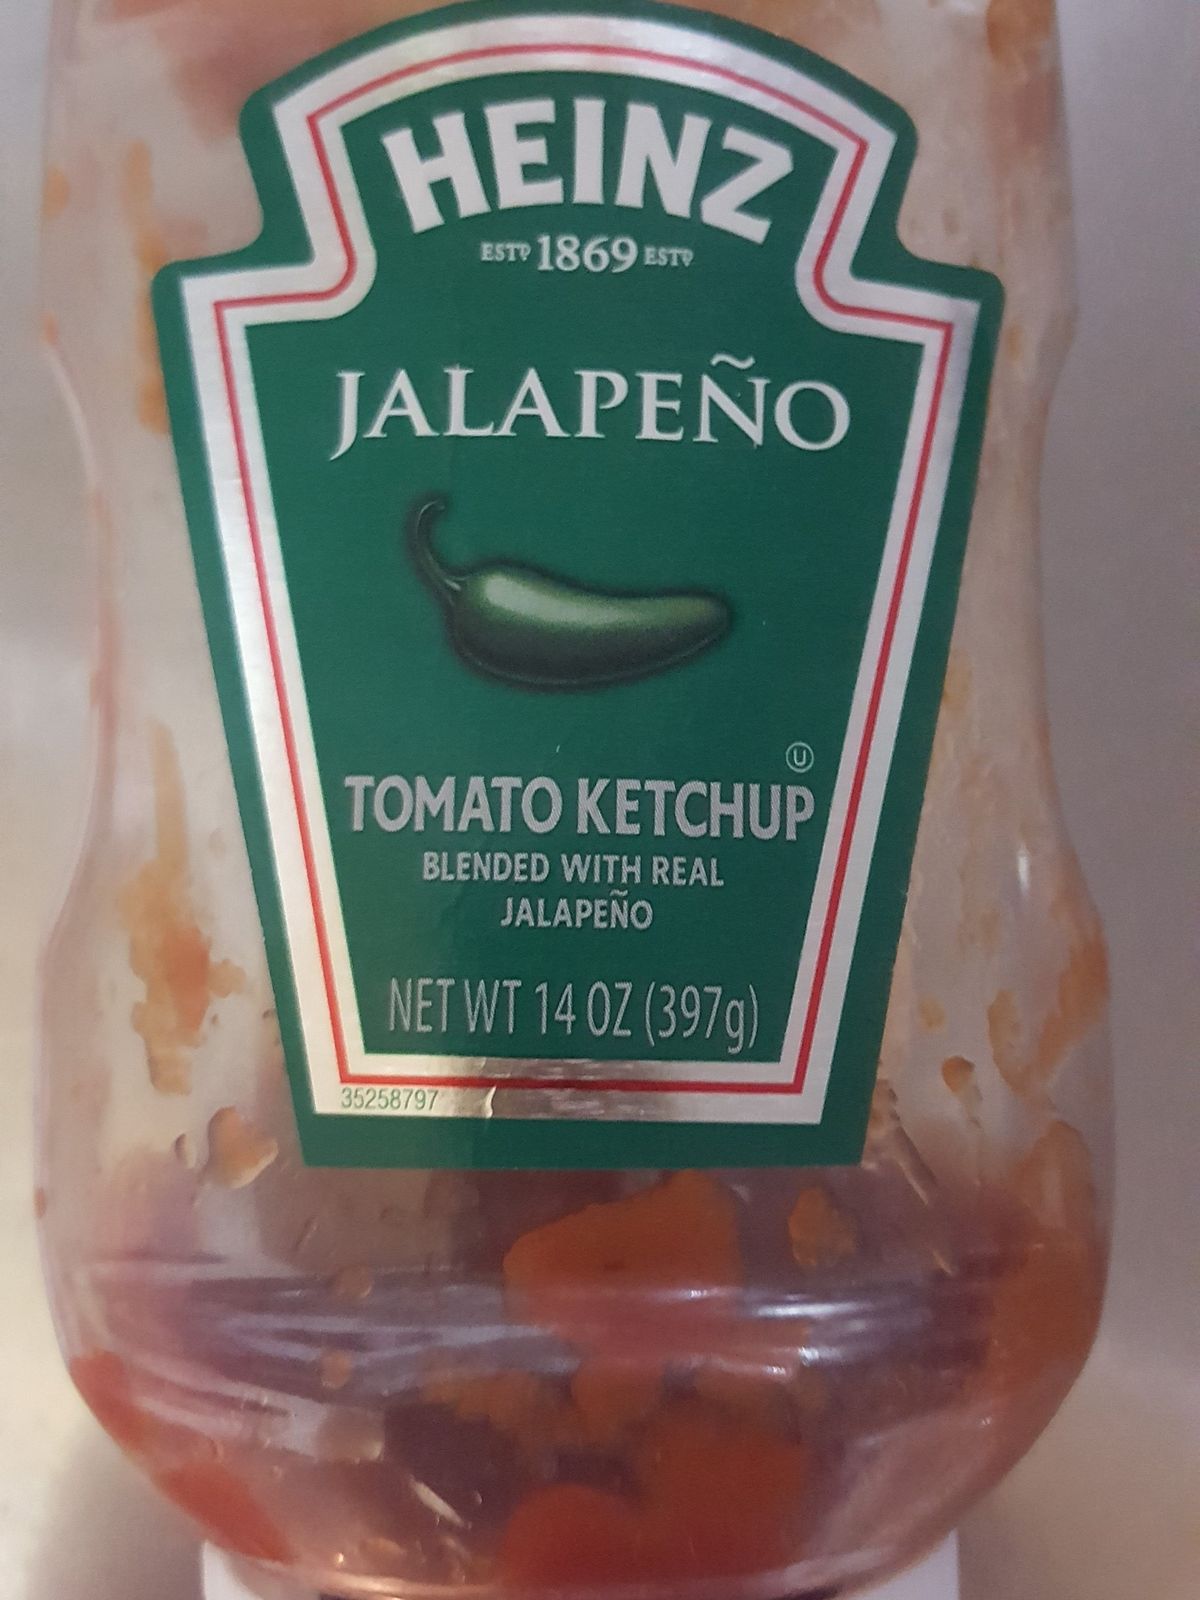 HEINZ
ESTD 1869 ESTD
JALAPEÑO
U
TOMATO KETCHUP
BLENDED WITH REAL
JALAPEÑO
NET WT 14 OZ (397g)
35258797